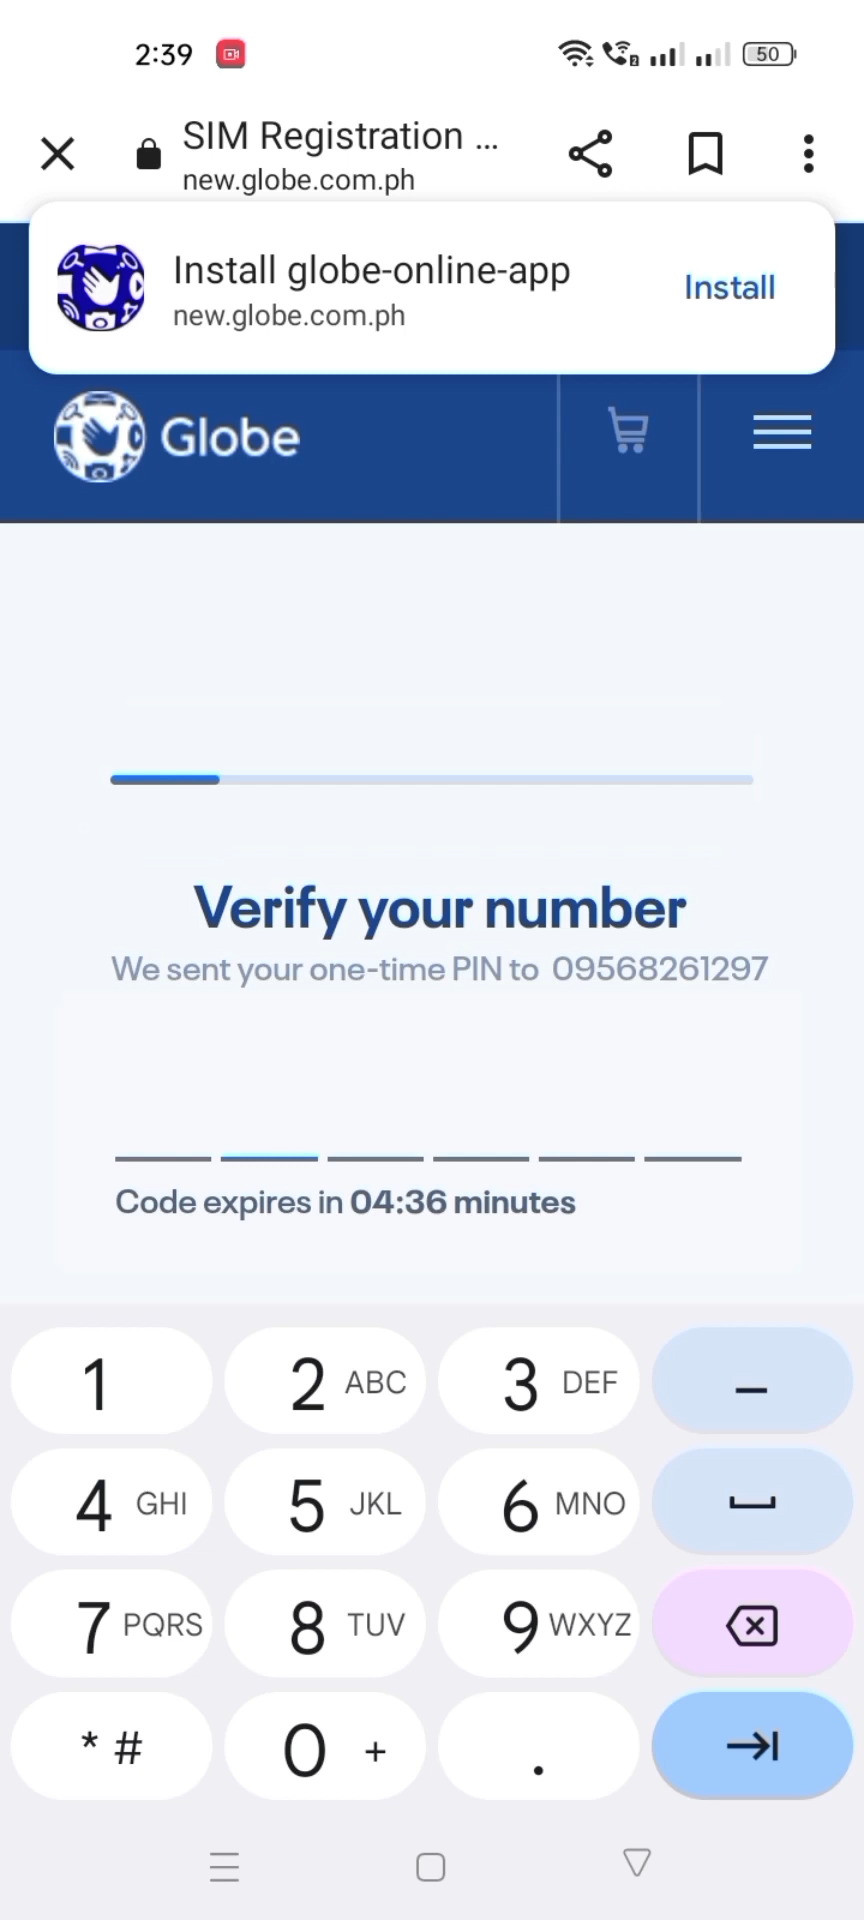 2:39
50
SIM Registration ...
new.globe.com.ph
Install globe-online-app
new.globe.com.ph
Install
Globe
Verify your number
We sent your one-time PIN to 09568261297
Code expires in 04:36 minutes
1
2 ABC
3 DEF
–
4 GHI
5 JKL
6 MNO
7 PQRS
8 TUV
9 WXYZ
* #
0 +
.